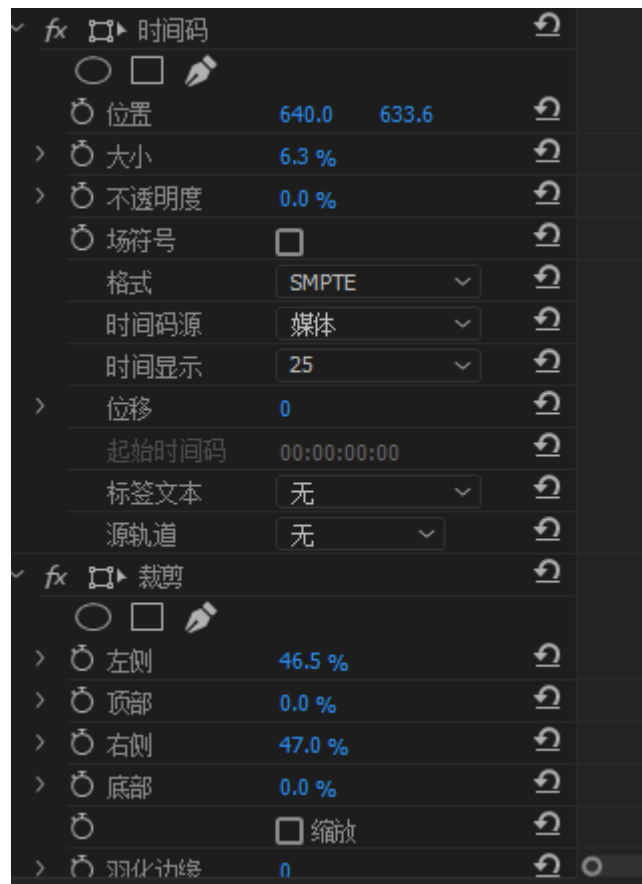 fx 时间码
位置 640.0 633.6
大小 6.3 %
不透明度 0.0 %
场符号
格式 SMPTE
时间码源 媒体
时间显示 25
位移 0
起始时间码 00:00:00:00
标签文本 无
源轨道 无
fx 裁剪
左侧 46.5 %
顶部 0.0 %
右侧 47.0 %
底部 0.0 %
缩放
羽化边缘 0